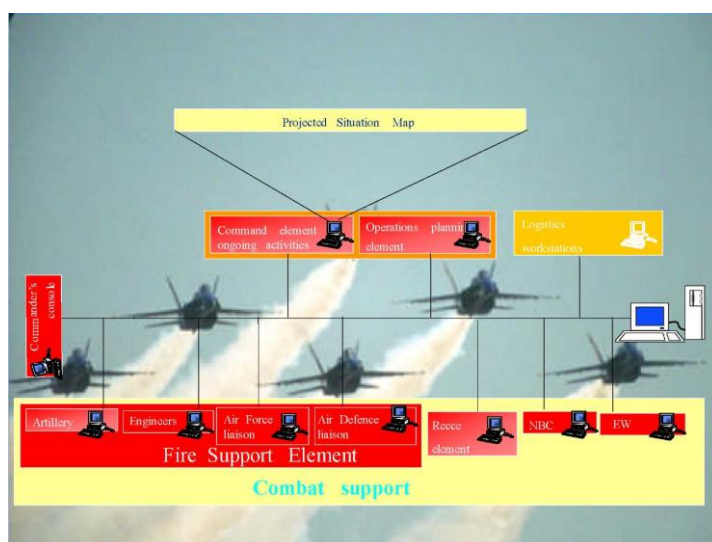 Projected Situation Map
Command element
ongoing activities
Operations planning
element
Logistics
workstations
Commander's
console
Artillery
Engineers
Air Force
liaison
Air Defence
liaison
Recce
element
NBC
EW
Fire Support Element
Combat support